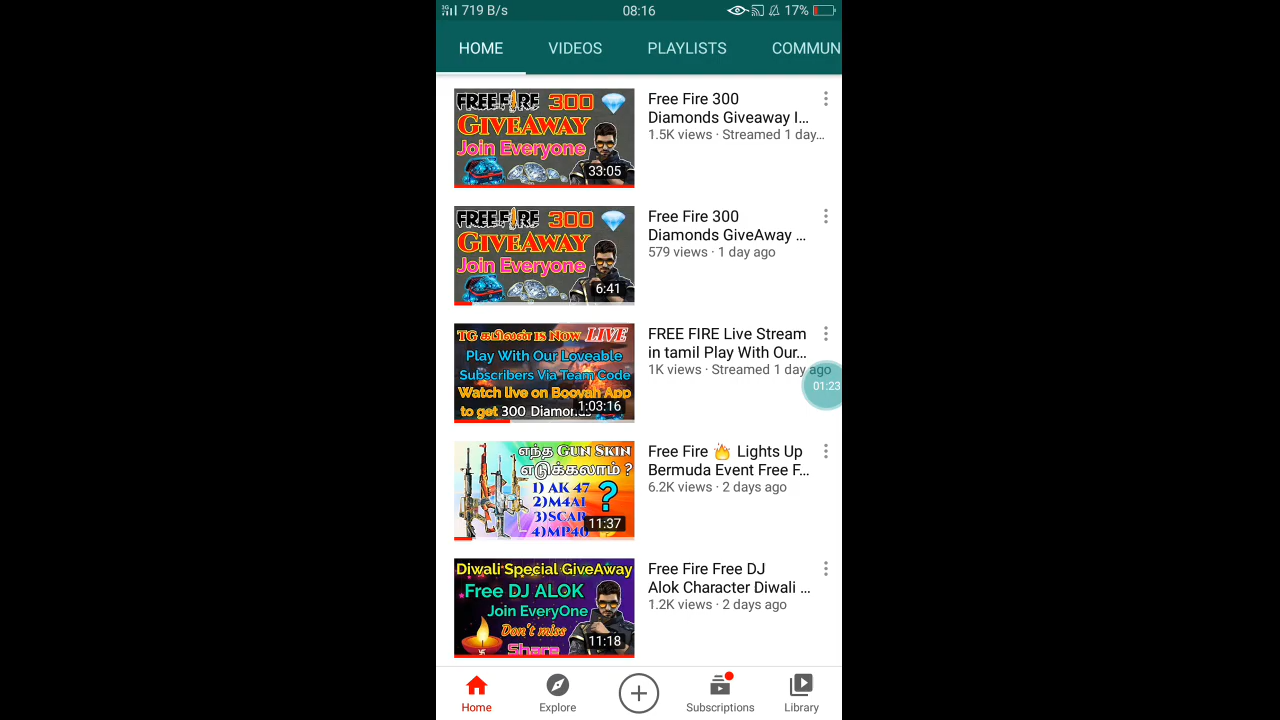 3G 719 B/s 08:16 17%
HOME VIDEOS PLAYLISTS COMMUN
FREE FIRE 300
GIVEAWAY
Join Everyone
33:05
Free Fire 300
Diamonds Giveaway I...
1.5K views · Streamed 1 day...
FREE FIRE 300
GIVEAWAY
Join Everyone
6:41
Free Fire 300
Diamonds GiveAway ...
579 views · 1 day ago
TG கபிலன் IS NOW LIVE
Play With Our Loveable
Subscribers Via Team Code
Watch live on Booyah App
to get 300 Diamonds
1:03:16
FREE FIRE Live Stream
in tamil Play With Our...
1K views · Streamed 1 day ago
01:23
எந்த GUN SKIN
எடுக்கலாம் ?
1) AK 47
2)M4A1
3)SCAR
4)MP40
?
11:37
Free Fire 🔥 Lights Up
Bermuda Event Free F...
6.2K views · 2 days ago
Diwali Special GiveAway
Free DJ ALOK
Join EveryOne
Don't miss
Share
11:18
Free Fire Free DJ
Alok Character Diwali ...
1.2K views · 2 days ago
Home Explore Subscriptions Library